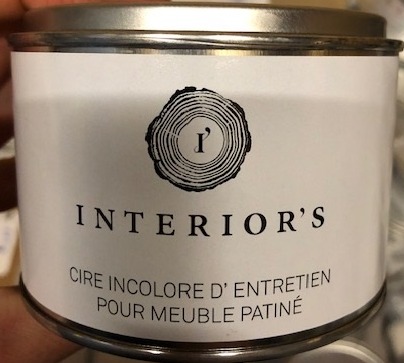 I'
INTERIOR'S
CIRE INCOLORE D' ENTRETIEN
POUR MEUBLE PATINÉ